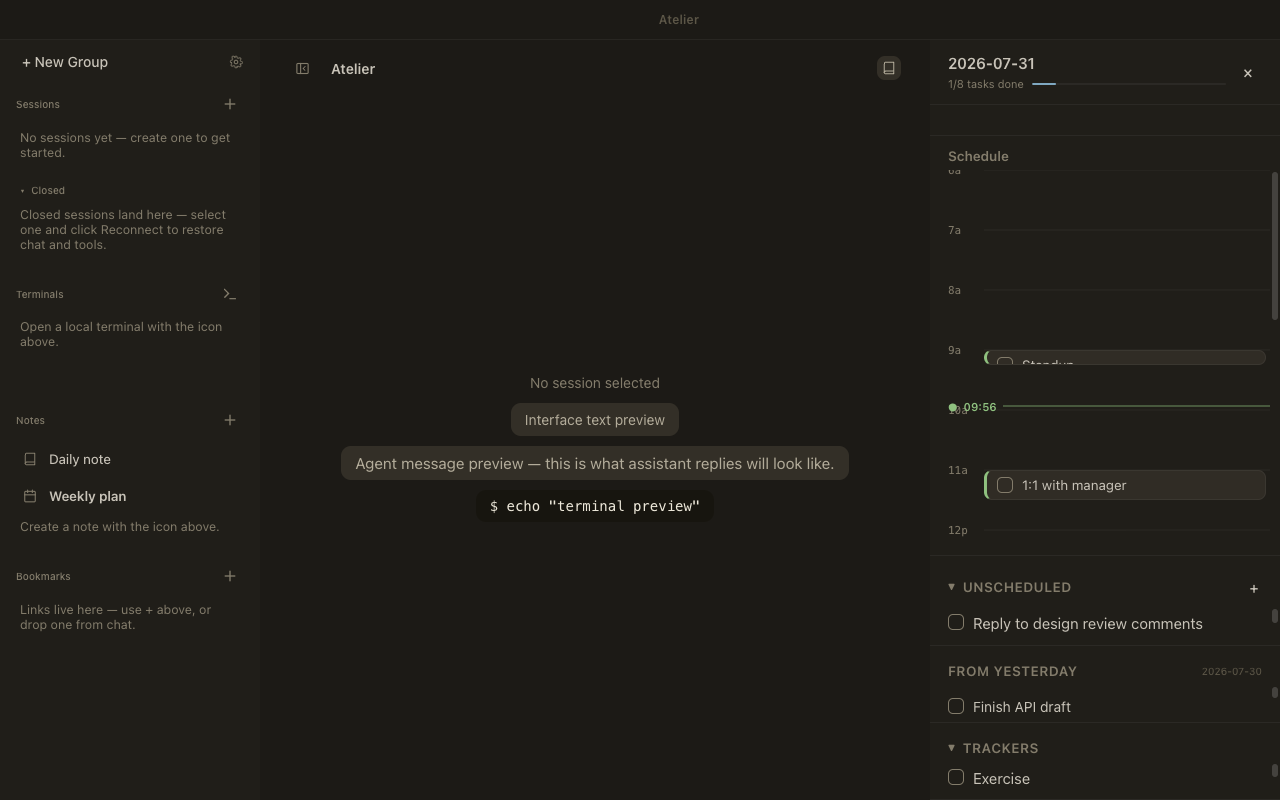 Atelier
+ New Group
Sessions
No sessions yet — create one to get
started.
Closed
Closed sessions land here — select
one and click Reconnect to restore
chat and tools.
Terminals
Open a local terminal with the icon
above.
Notes
Daily note
Weekly plan
Create a note with the icon above.
Bookmarks
Links live here — use + above, or
drop one from chat.
Atelier
No session selected
Interface text preview
Agent message preview — this is what assistant replies will look like.
$ echo "terminal preview"
2026-07-31
1/8 tasks done
Schedule
6a
7a
8a
9a
Standup
09:56
10a
11a
1:1 with manager
12p
UNSCHEDULED
Reply to design review comments
FROM YESTERDAY 2026-07-30
Finish API draft
TRACKERS
Exercise